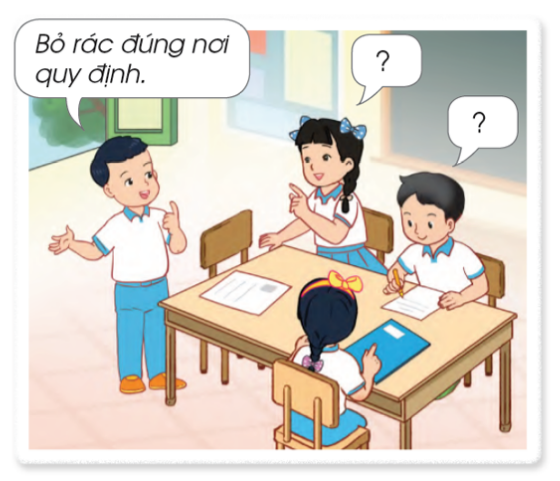 Bỏ rác đúng nơi
quy định.
?
?